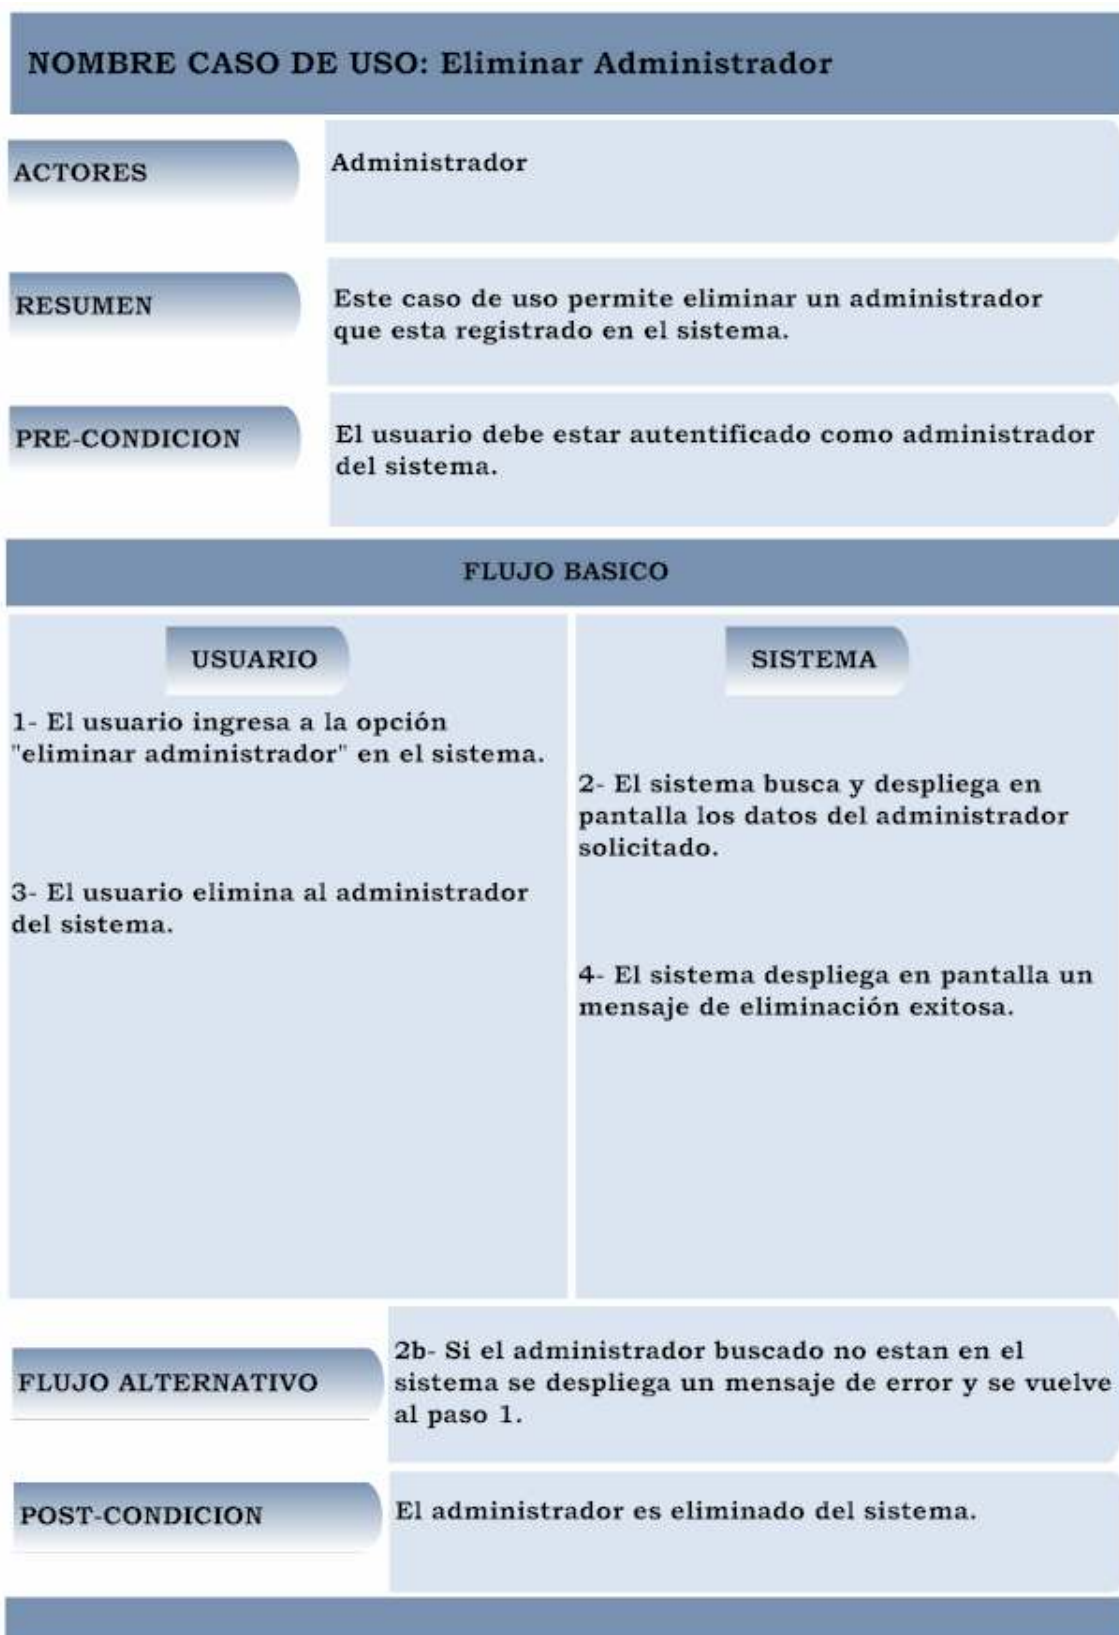 NOMBRE CASO DE USO: Eliminar Administrador
ACTORES
Administrador
RESUMEN
Este caso de uso permite eliminar un administrador
que esta registrado en el sistema.
PRE-CONDICION
El usuario debe estar autentificado como administrador
del sistema.
FLUJO BASICO
USUARIO
1- El usuario ingresa a la opción
"eliminar administrador" en el sistema.
3- El usuario elimina al administrador
del sistema.
SISTEMA
2- El sistema busca y despliega en
pantalla los datos del administrador
solicitado.
4- El sistema despliega en pantalla un
mensaje de eliminación exitosa.
FLUJO ALTERNATIVO
2b- Si el administrador buscado no estan en el
sistema se despliega un mensaje de error y se vuelve
al paso 1.
POST-CONDICION
El administrador es eliminado del sistema.